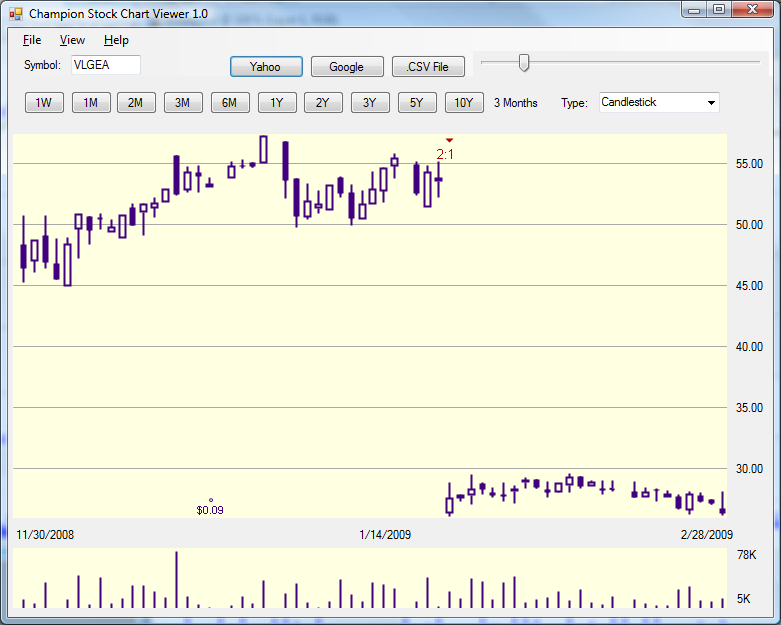 Champion Stock Chart Viewer 1.0
File View Help
Symbol: VLGEA Yahoo Google .CSV File
1W 1M 2M 3M 6M 1Y 2Y 3Y 5Y 10Y 3 Months Type: Candlestick
2:1
55.00
50.00
45.00
40.00
35.00
30.00
$0.09
11/30/2008 1/14/2009 2/28/2009
78K
5K